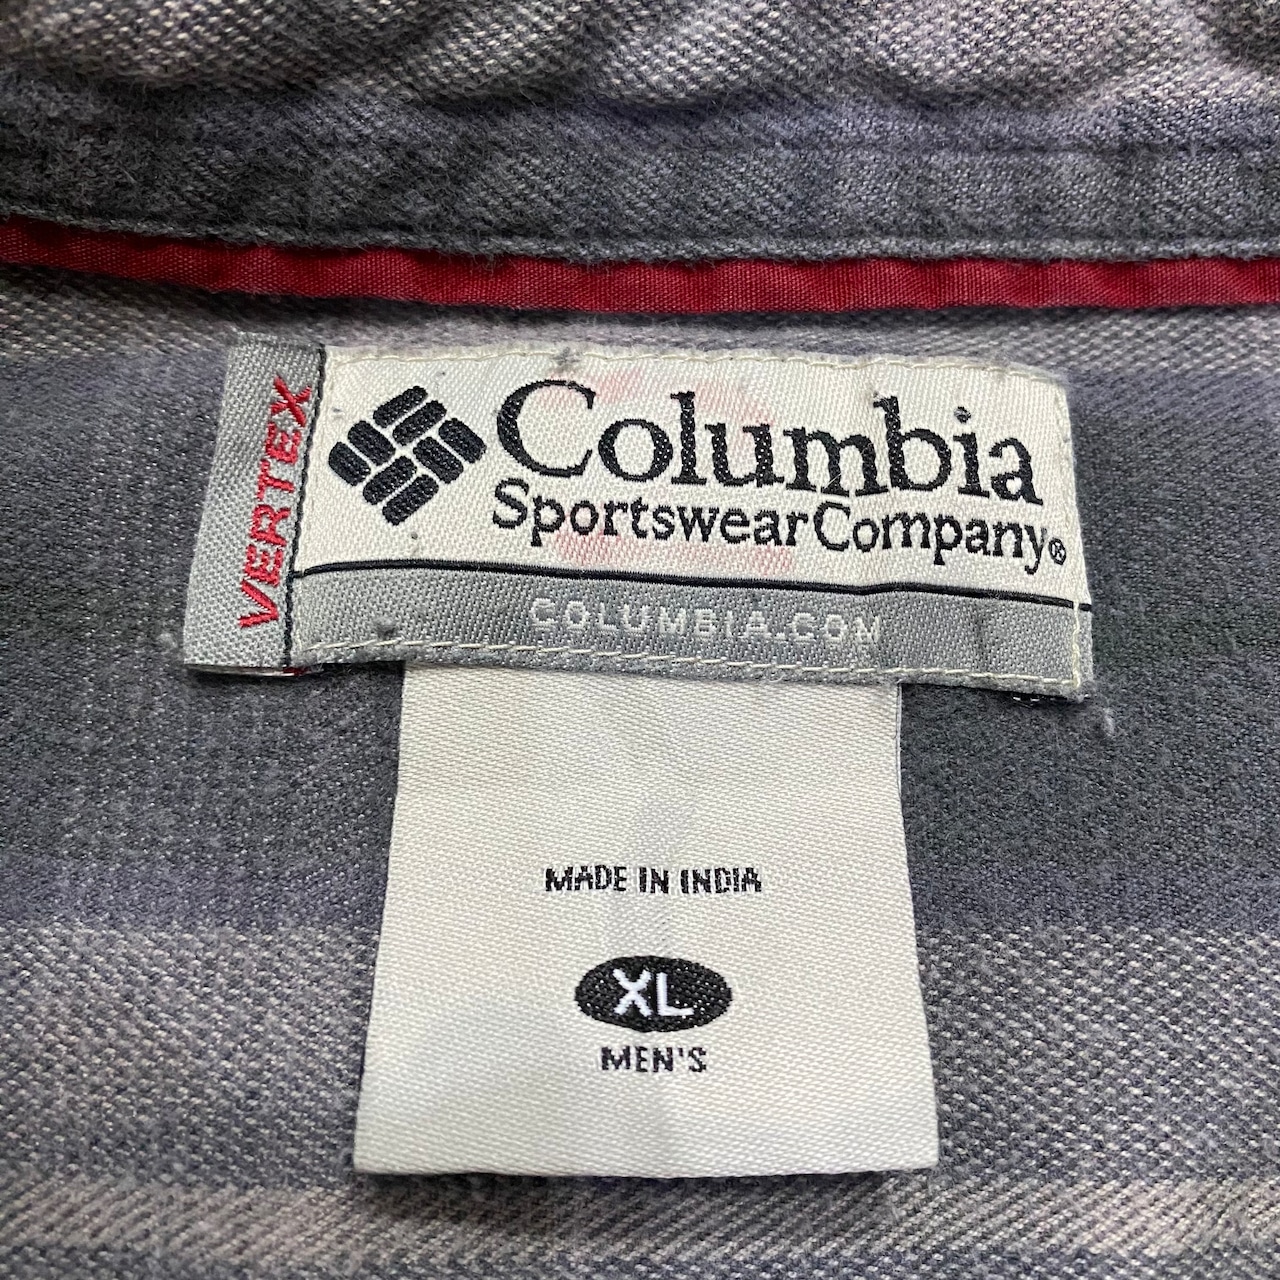 VERTEX
Columbia
Sportswear Company®
COLUMBIA.COM
MADE IN INDIA
XL
MEN'S